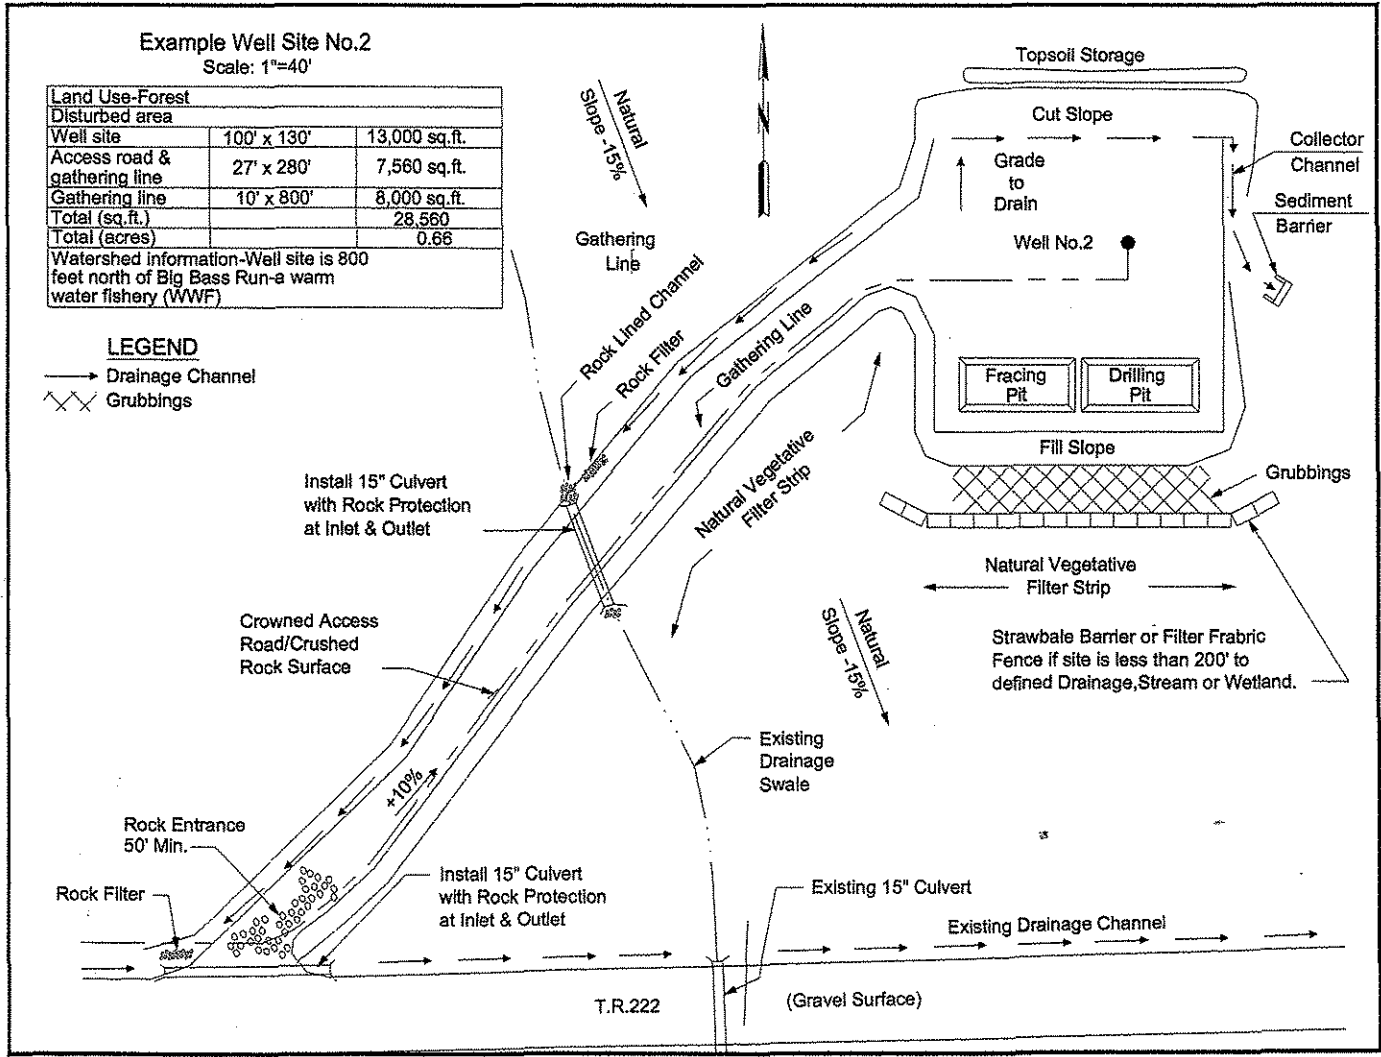 Example Well Site No.2
Scale: 1"=40'
Land Use-Forest
Disturbed area
Well site 100' x 130' 13,000 sq.ft.
Access road & gathering line 27' x 280' 7,560 sq.ft.
Gathering line 10' x 800' 8,000 sq.ft.
Total (sq.ft.) 28,560
Total (acres) 0.66
Watershed information-Well site is 800
feet north of Big Bass Run-a warm
water fishery (WWF)
LEGEND
Drainage Channel
Grubbings
Natural
Slope -15%
N
Gathering
Line
Rock Lined Channel
Rock Filter
Gathering Line
Topsoil Storage
Cut Slope
Grade
to
Drain
Collector
Channel
Sediment
Barrier
Well No.2
Fracing
Pit
Drilling
Pit
Fill Slope
Grubbings
Natural Vegetative
Filter Strip
Install 15" Culvert
with Rock Protection
at Inlet & Outlet
Natural Vegetative
Filter Strip
Strawbale Barrier or Filter Frabric
Fence if site is less than 200' to
defined Drainage,Stream or Wetland.
Natural
Slope -15%
Crowned Access
Road/Crushed
Rock Surface
Existing
Drainage
Swale
+10%
Rock Entrance
50' Min.
Rock Filter
Install 15" Culvert
with Rock Protection
at Inlet & Outlet
Existing 15" Culvert
Existing Drainage Channel
T.R.222
(Gravel Surface)